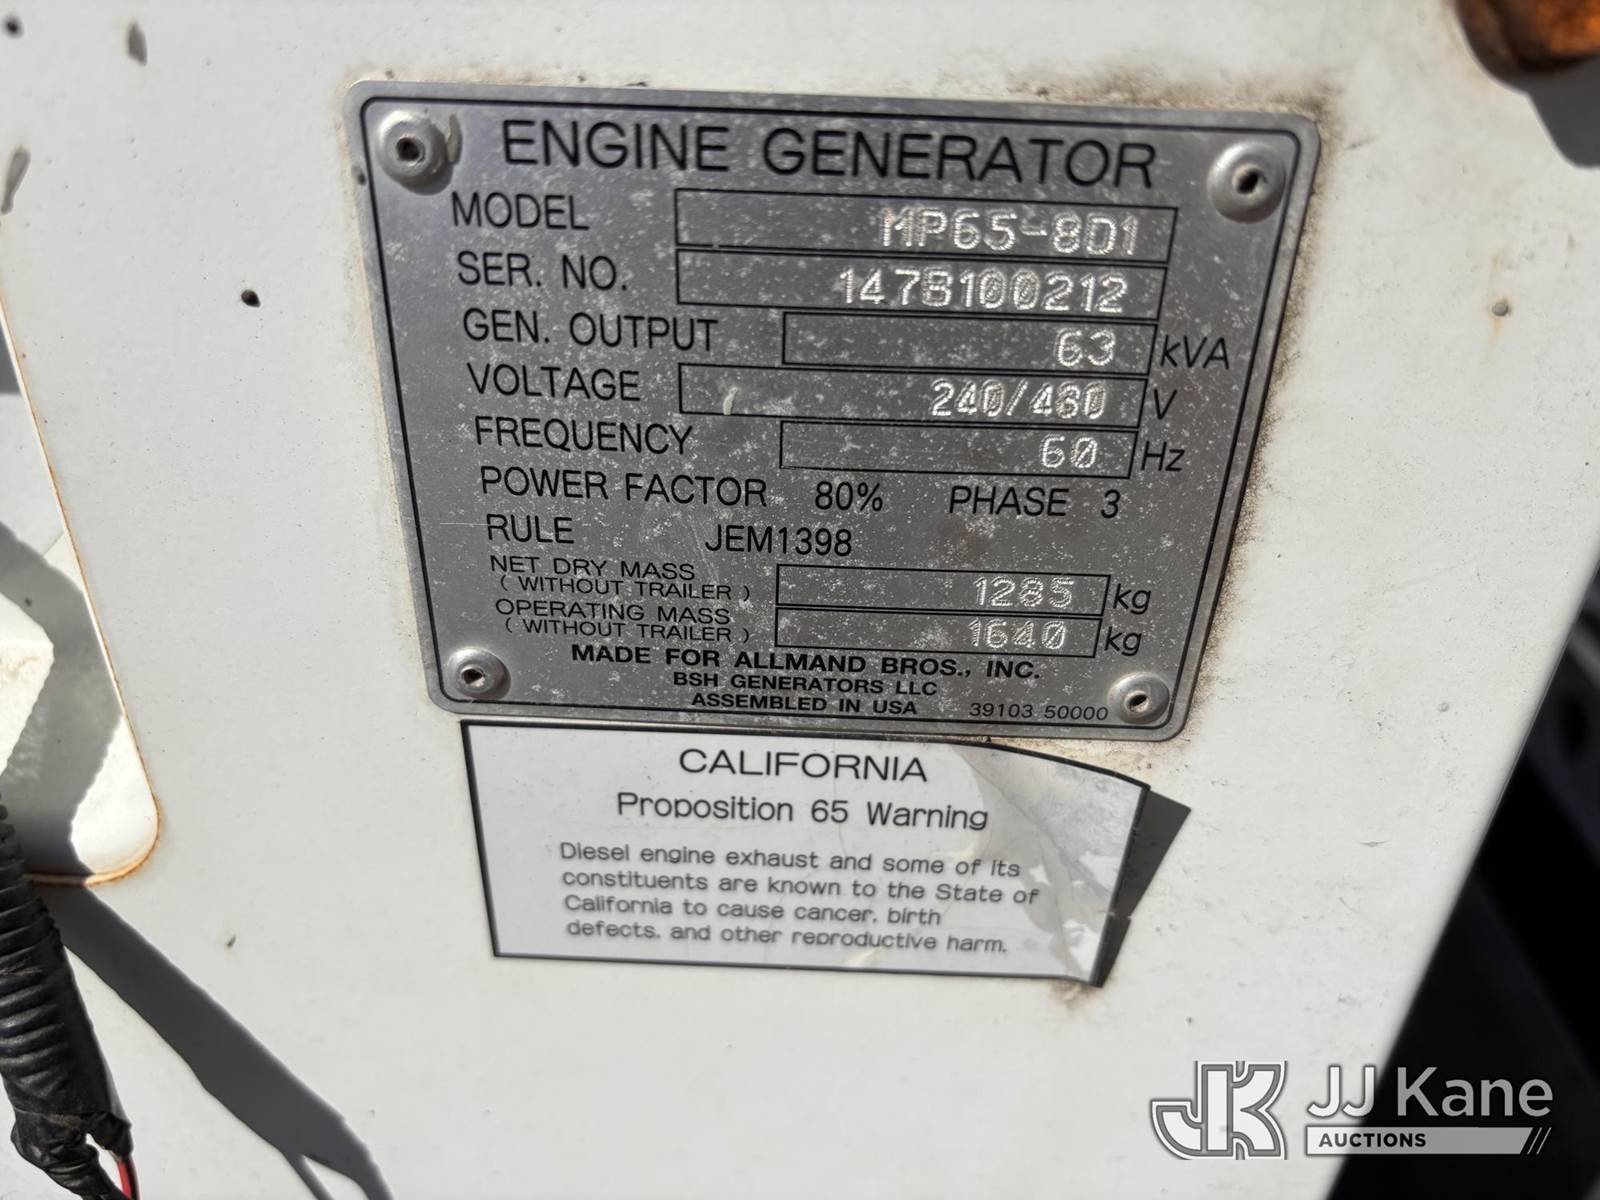 ENGINE GENERATOR
MODEL MP65-8D1
SER. NO. 1478100212
GEN. OUTPUT 63 kVA
VOLTAGE 240/480 V
FREQUENCY 60 Hz
POWER FACTOR 80% PHASE 3
RULE JEM1398
NET DRY MASS
( WITHOUT TRAILER ) 1285 kg
OPERATING MASS
( WITHOUT TRAILER ) 1640 kg
MADE FOR ALLMAND BROS., INC.
BSH GENERATORS LLC
ASSEMBLED IN USA 39103 50000
CALIFORNIA
Proposition 65 Warning
Diesel engine exhaust and some of its
constituents are known to the State of
California to cause cancer, birth
defects, and other reproductive harm.
JK JJ Kane
AUCTIONS